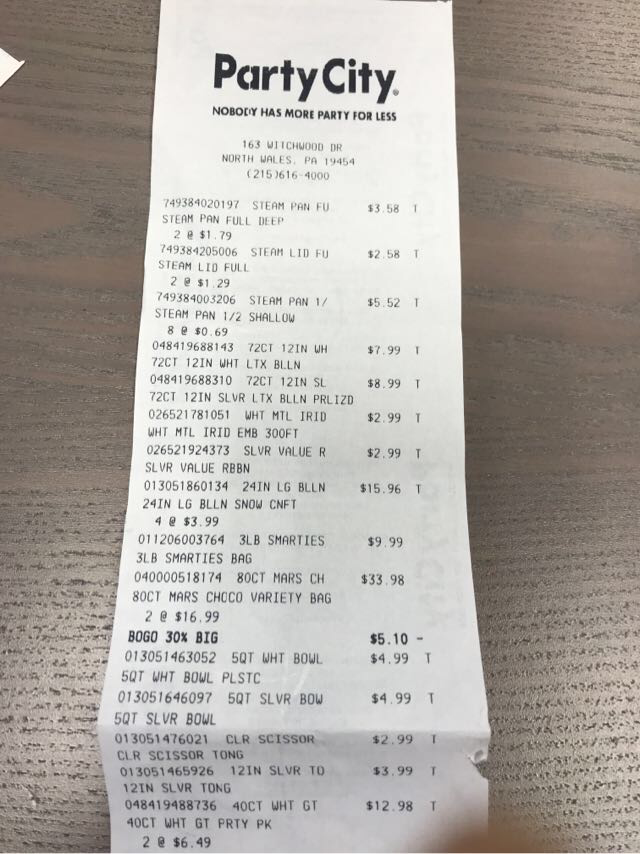 PartyCity.
NOBODY HAS MORE PARTY FOR LESS
163 WITCHWOOD DR
NORTH WALES, PA 19454
(215)616-4000
749384020197 STEAM PAN FU $3.58 T
STEAM PAN FULL DEEP
2 @ $1.79
749384205006 STEAM LID FU $2.58 T
STEAM LID FULL
2 @ $1.29
749384003206 STEAM PAN 1/ $5.52 T
STEAM PAN 1/2 SHALLOW
8 @ $0.69
048419688143 72CT 12IN WH $7.99 T
72CT 12IN WHT LTX BLLN
048419688310 72CT 12IN SL $8.99 T
72CT 12IN SLVR LTX BLLN PRLIZD
026521781051 WHT MTL IRID $2.99 T
WHT MTL IRID EMB 300FT
026521924373 SLVR VALUE R $2.99 T
SLVR VALUE RBBN
013051860134 24IN LG BLLN $15.96 T
24IN LG BLLN SNOW CNFT
4 @ $3.99
011206003764 3LB SMARTIES $9.99
3LB SMARTIES BAG
040000518174 80CT MARS CH $33.98
80CT MARS CHOCO VARIETY BAG
2 @ $16.99
BOGO 30% BIG $5.10 -
013051463052 5QT WHT BOWL $4.99 T
5QT WHT BOWL PLSTC
013051646097 5QT SLVR BOW $4.99 T
5QT SLVR BOWL
013051476021 CLR SCISSOR $2.99 T
CLR SCISSOR TONG
013051465926 12IN SLVR TO $3.99 T
12IN SLVR TONG
048419488736 40CT WHT GT $12.98 T
40CT WHT GT PRTY PK
2 @ $6.49